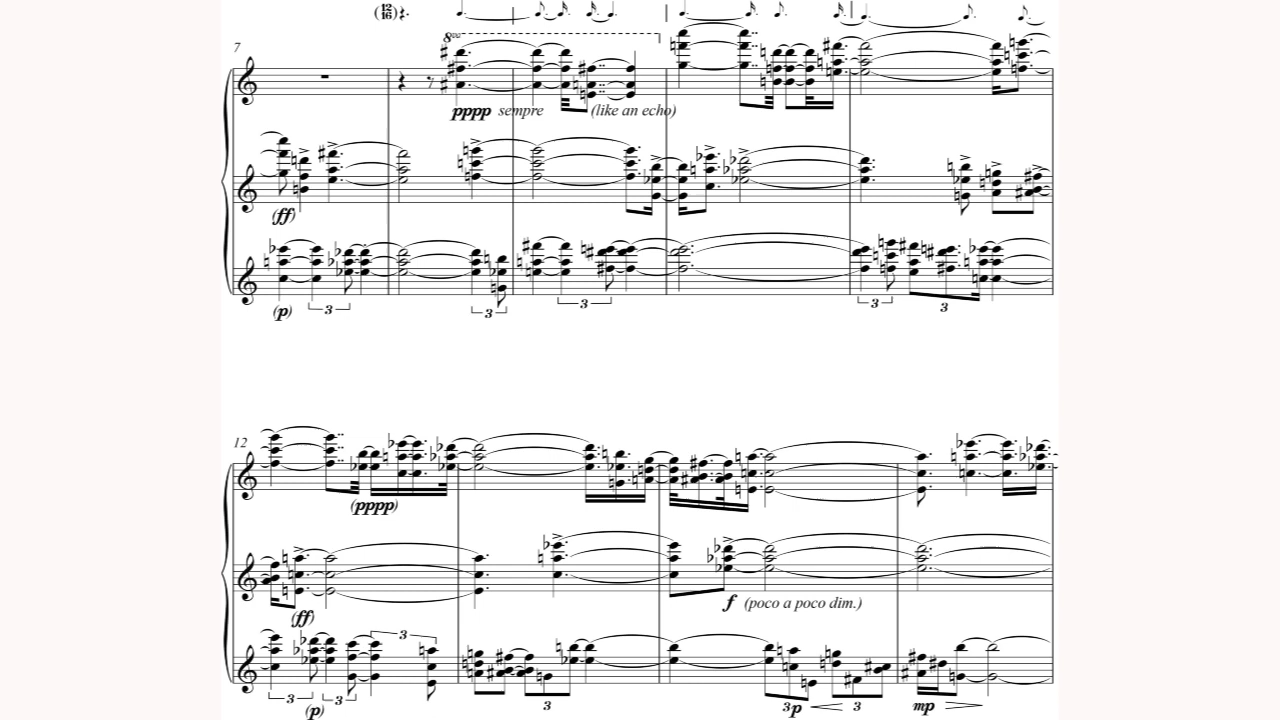 (12
16)
7
8va
pppp sempre
(like an echo)
(ff)
(p)
3
3
3
3
3
12
(pppp)
(ff)
f (poco a poco dim.)
3
3
3
(p)
3
3
3
p
mp